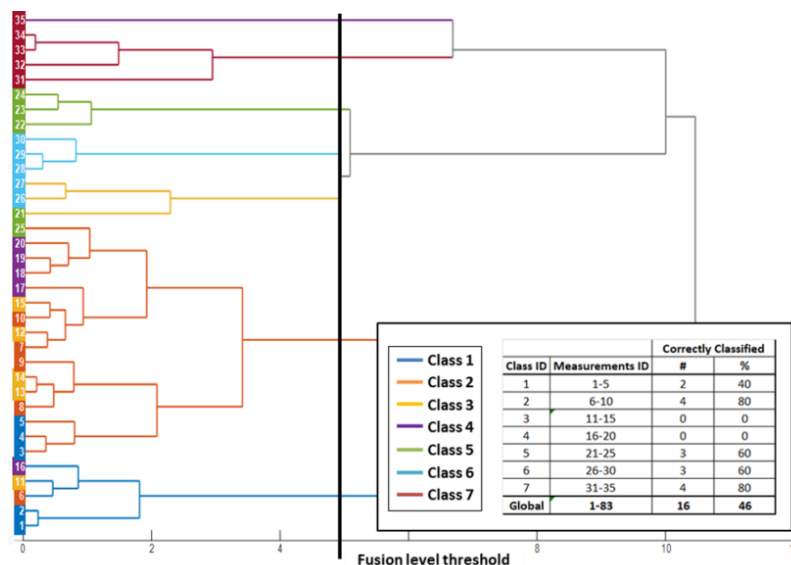 35
34
33
32
31
24
23
22
30
29
28
27
26
21
25
20
19
18
17
15
10
12
7
9
14
13
8
5
4
3
16
11
6
2
1
Class 1
Class 2
Class 3
Class 4
Class 5
Class 6
Class 7
Correctly Classified
Class ID Measurements ID # %
1 1-5 2 40
2 6-10 4 80
3 11-15 0 0
4 16-20 0 0
5 21-25 3 60
6 26-30 3 60
7 31-35 4 80
Global 1-83 16 46
0 2 4 8 10
Fusion level threshold